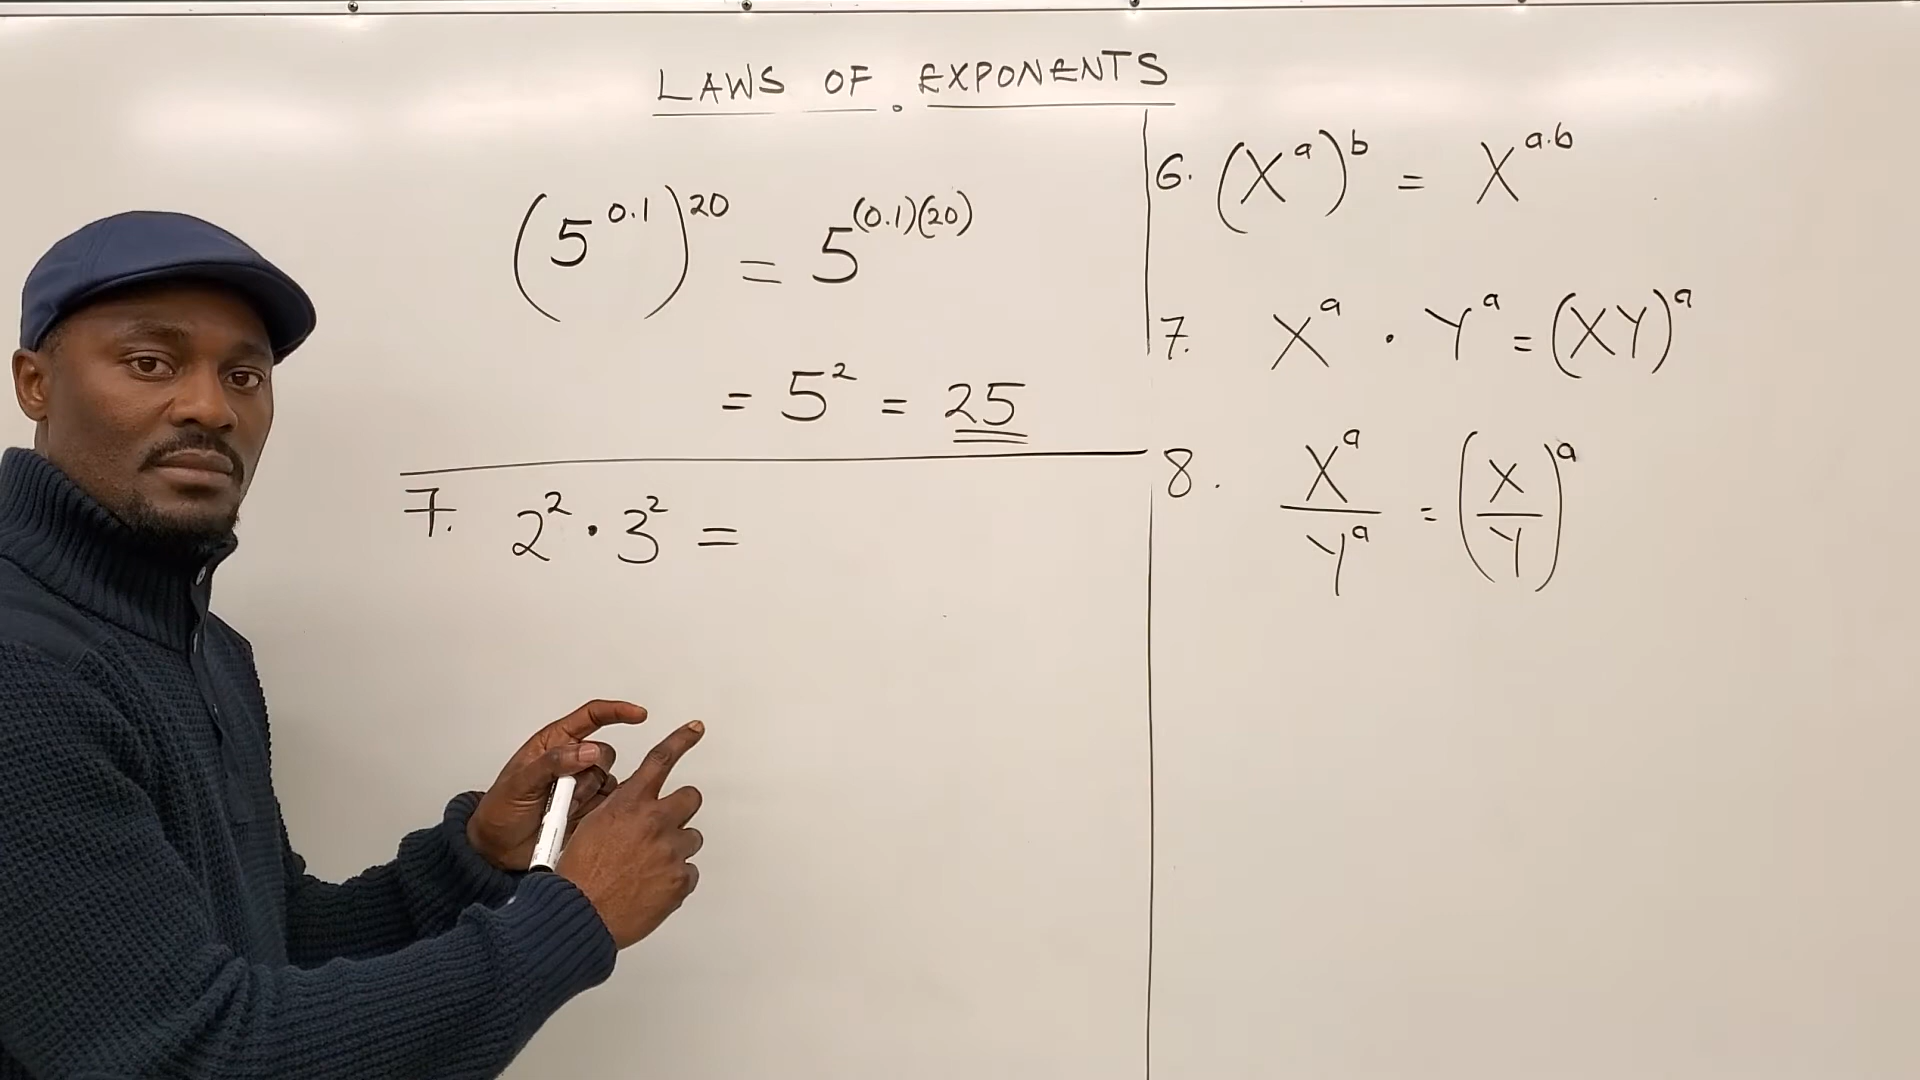 LAWS OF EXPONENTS
(5^0.1)^20 = 5^(0.1)(20)
= 5^2 = 25
7. 2^2 · 3^2 =
6. (X^a)^b = X^a.b
7. X^a · Y^a = (XY)^a
8. X^a/Y^a = (X/Y)^a